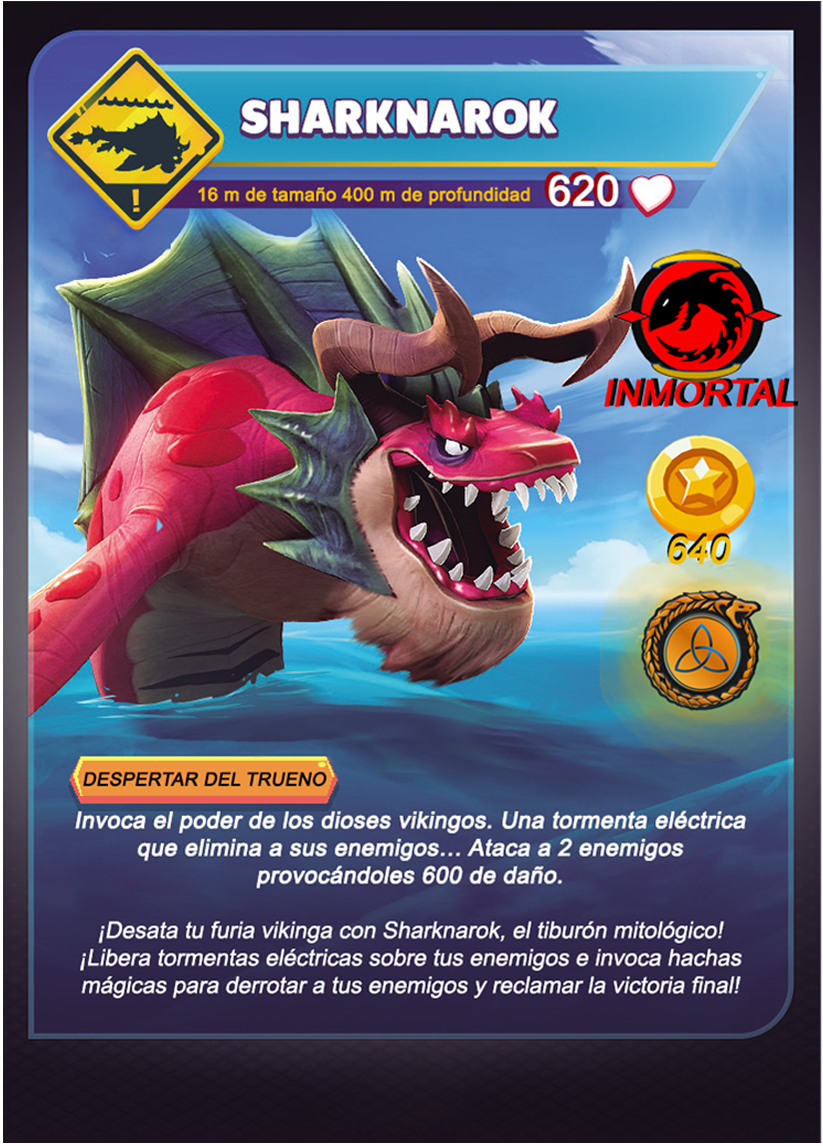 SHARKNAROK
16 m de tamaño 400 m de profundidad 620
!
INMORTAL
640
DESPERTAR DEL TRUENO
Invoca el poder de los dioses vikingos. Una tormenta eléctrica
que elimina a sus enemigos... Ataca a 2 enemigos
provocándoles 600 de daño.
¡Desata tu furia vikinga con Sharknarok, el tiburón mitológico!
¡Libera tormentas eléctricas sobre tus enemigos e invoca hachas
mágicas para derrotar a tus enemigos y reclamar la victoria final!